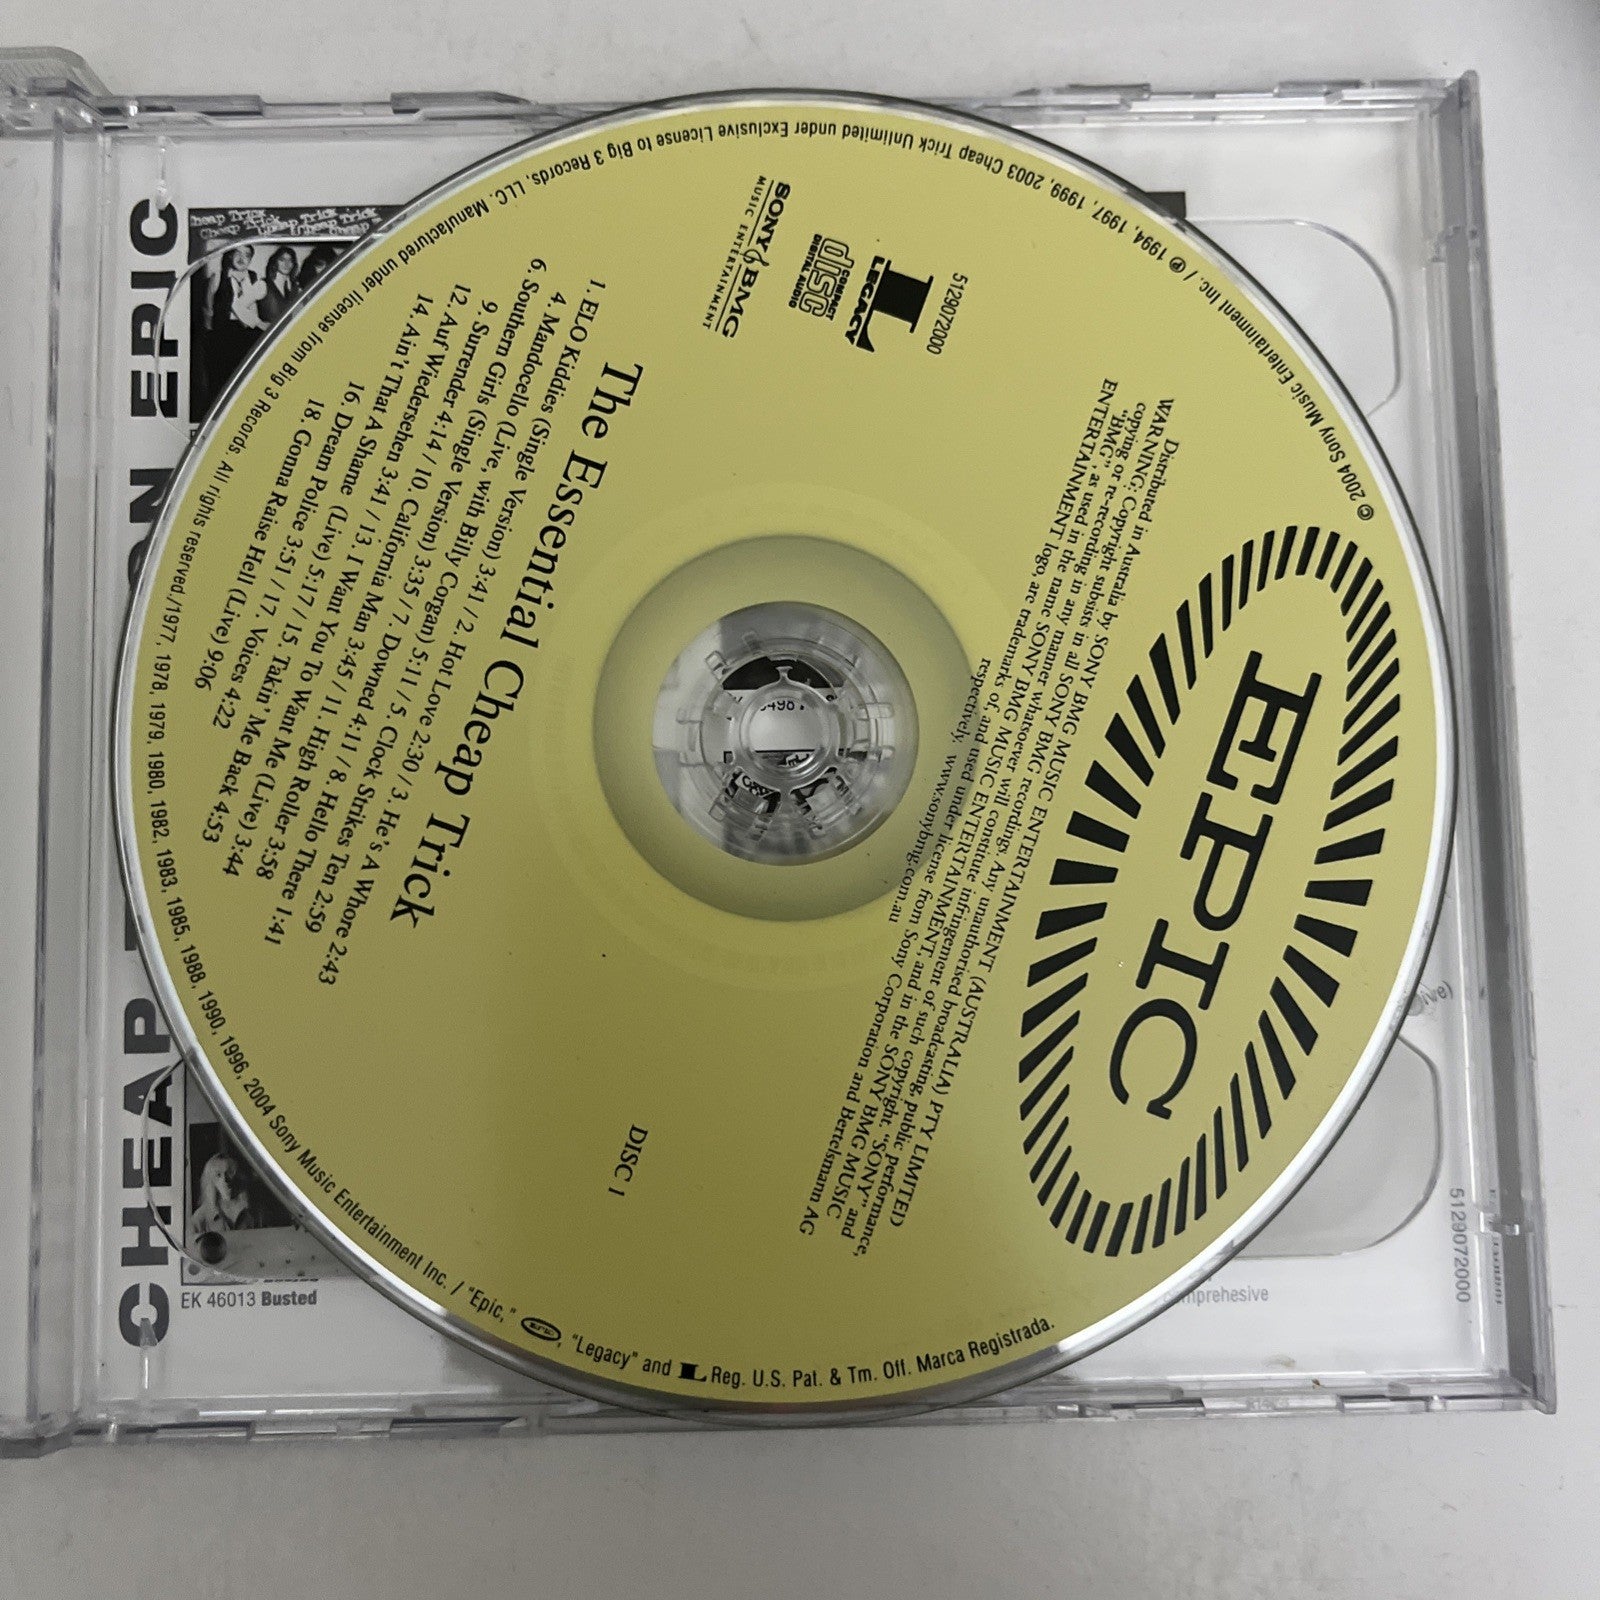 EPIC
Distributed in Australia by SONY BMG MUSIC ENTERTAINMENT (AUSTRALIA) PTY LIMITED
WARNING: Copyright subsists in all SONY BMG recordings. Any unauthorised broadcasting, public performance,
copying or re-recording in any manner whatsoever will constitute infringement of such copyright. "SONY" and
"BMG", as used in the name SONY BMG MUSIC ENTERTAINMENT, and in the SONY BMG MUSIC
ENTERTAINMENT logo, are trademarks of, and used under license from, Sony Corporation and Bertelsmann AG
respectively. www.sonybmg.com.au
5129072000
LEGACY
COMPACT
disc
DIGITAL AUDIO
SONY BMG
MUSIC ENTERTAINMENT
DISC 1
The Essential Cheap Trick
1. ELO Kiddies (Single Version) 3:41 / 2. Hot Love 2:30 / 3. He's A Whore 2:43
4. Mandocello (Live, with Billy Corgan) 5:11 / 5. Clock Strikes Ten 2:59
6. Southern Girls (Single Version) 3:35 / 7. Downed 4:11 / 8. Hello There 1:41
9. Surrender 4:14 / 10. California Man 3:45 / 11. High Roller 3:58
12. Auf Wiedersehen 3:41 / 13. I Want You To Want Me (Live) 3:44
14. Ain't That A Shame (Live) 5:17 / 15. Takin' Me Back 4:53
16. Dream Police 3:51 / 17. Voices 4:22
18. Gonna Raise Hell (Live) 9:06
© 2004 Sony Music Entertainment Inc. / ℗ 1994, 1997, 1999, 2003 Cheap Trick Unlimited under Exclusive License to Big 3 Records, LLC. Manufactured under license from Big 3 Records. All rights reserved./1977, 1978, 1979, 1980, 1982, 1983, 1985, 1988, 1990, 1996, 2004 Sony Music Entertainment Inc. / "Epic," EPIC, "Legacy" and L Reg. U.S. Pat. & Tm. Off. Marca Registrada.
CHEAP
ON EPIC
Cheap Trick
EK 46013 Busted
5129072000